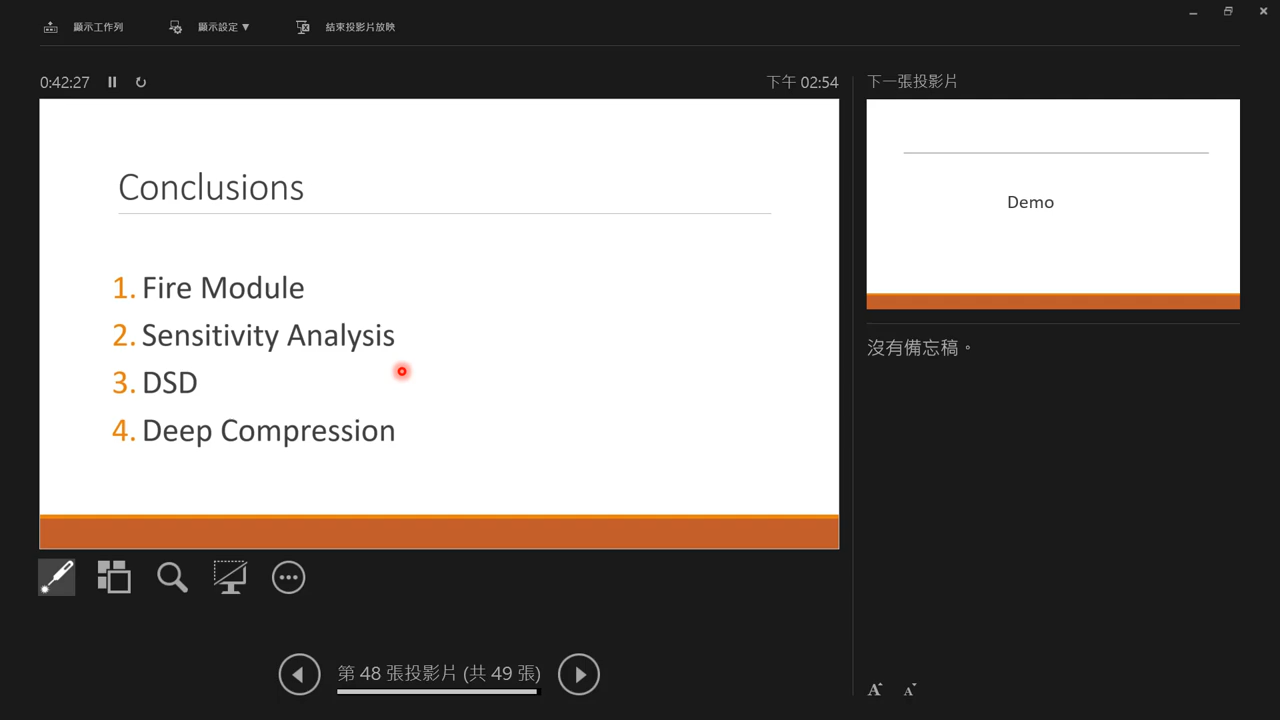 顯示工作列
顯示設定 ▼
結束投影片放映
0:42:27
下午 02:54
下一張投影片
Conclusions
1. Fire Module
2. Sensitivity Analysis
3. DSD
4. Deep Compression
Demo
沒有備忘稿。
第 48 張投影片 (共 49 張)
A A